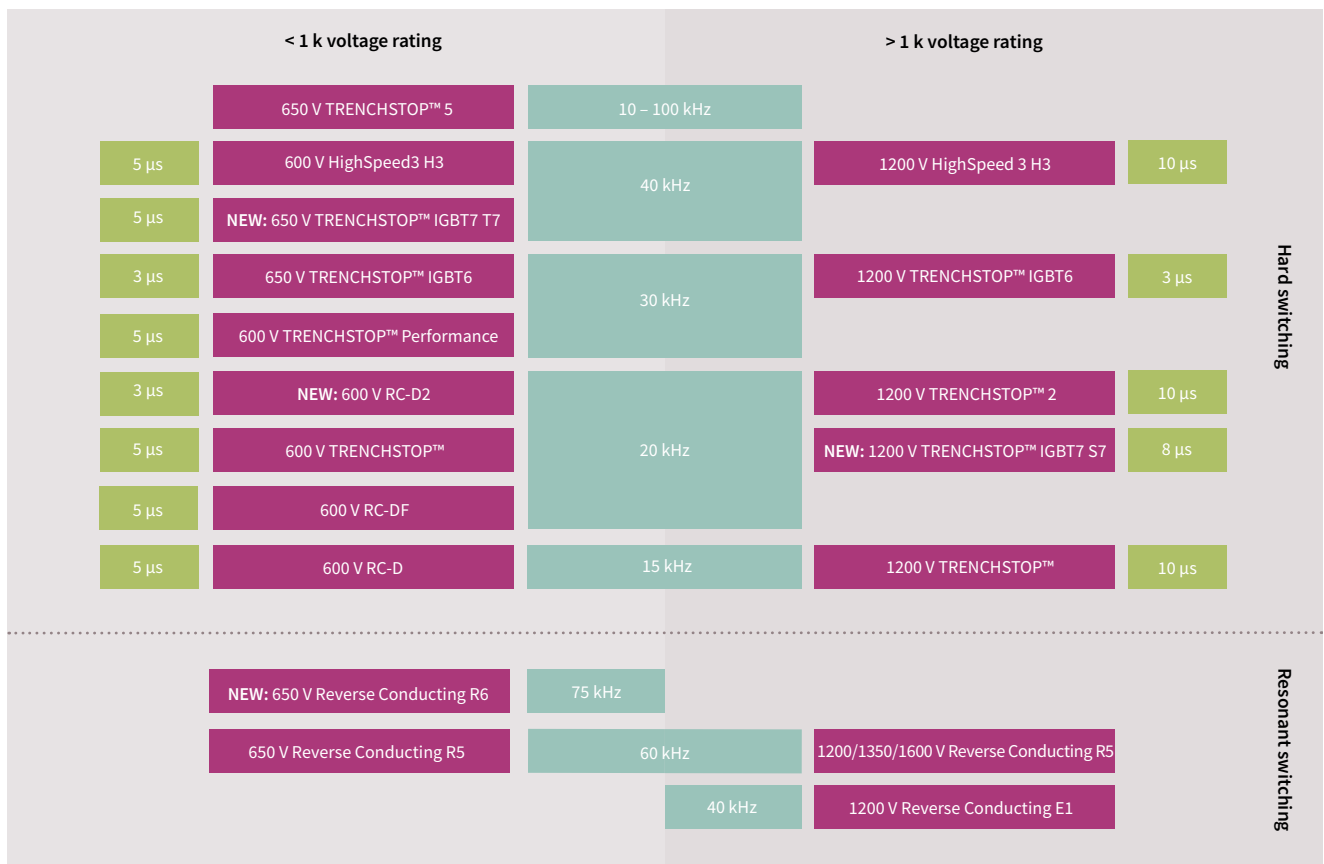 < 1 k voltage rating
> 1 k voltage rating
650 V TRENCHSTOP™ 5
10 – 100 kHz
5 µs
600 V HighSpeed3 H3
40 kHz
1200 V HighSpeed 3 H3
10 µs
5 µs
NEW: 650 V TRENCHSTOP™ IGBT7 T7
3 µs
650 V TRENCHSTOP™ IGBT6
30 kHz
1200 V TRENCHSTOP™ IGBT6
3 µs
5 µs
600 V TRENCHSTOP™ Performance
3 µs
NEW: 600 V RC-D2
20 kHz
1200 V TRENCHSTOP™ 2
10 µs
5 µs
600 V TRENCHSTOP™
NEW: 1200 V TRENCHSTOP™ IGBT7 S7
8 µs
5 µs
600 V RC-DF
5 µs
600 V RC-D
15 kHz
1200 V TRENCHSTOP™
10 µs
Hard switching
NEW: 650 V Reverse Conducting R6
75 kHz
650 V Reverse Conducting R5
60 kHz
1200/1350/1600 V Reverse Conducting R5
40 kHz
1200 V Reverse Conducting E1
Resonant switching